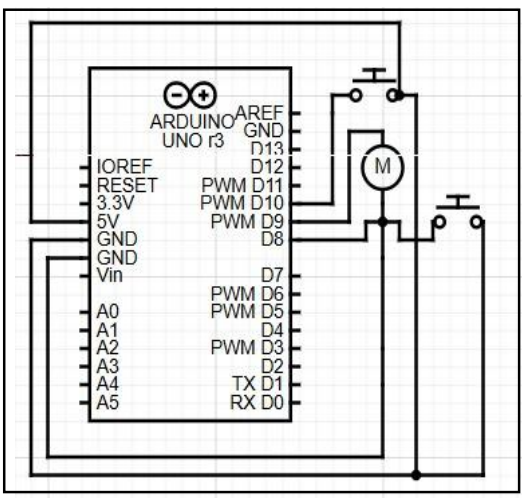 ARDUINO
UNO r3
AREF
GND
D13
D12
PWM D11
PWM D10
PWM D9
D8
D7
PWM D6
PWM D5
D4
PWM D3
D2
TX D1
RX D0
IOREF
RESET
3.3V
5V
GND
GND
Vin
A0
A1
A2
A3
A4
A5
M